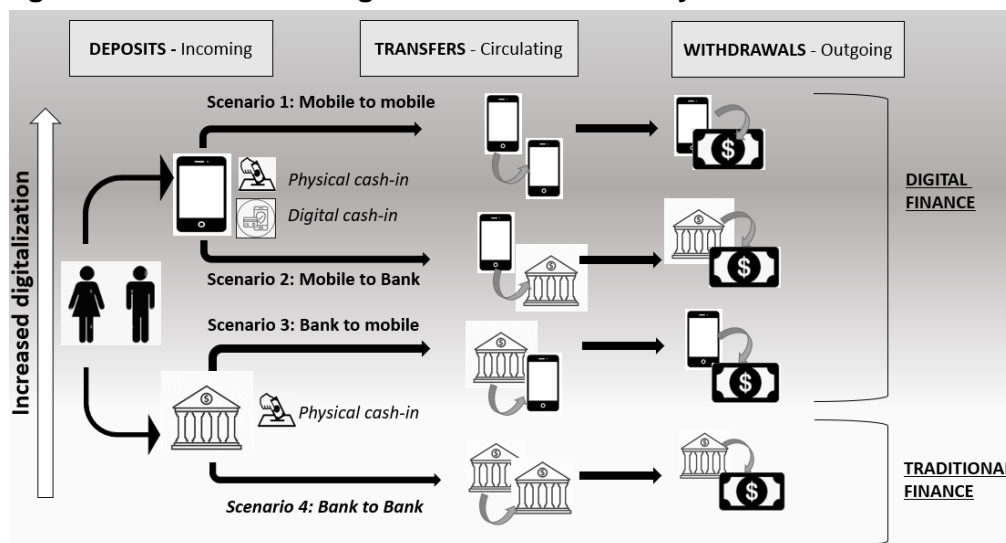 DEPOSITS - Incoming
TRANSFERS - Circulating
WITHDRAWALS - Outgoing
Increased digitalization
Scenario 1: Mobile to mobile
Physical cash-in
Digital cash-in
Scenario 2: Mobile to Bank
Scenario 3: Bank to mobile
Physical cash-in
Scenario 4: Bank to Bank
DIGITAL
FINANCE
TRADITIONAL
FINANCE